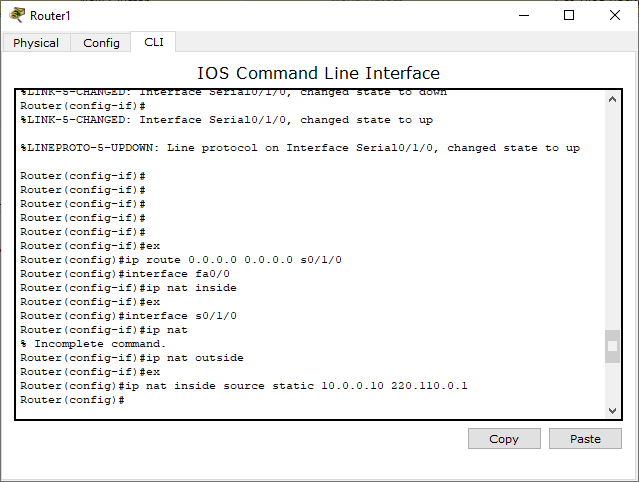 Router1
Physical Config CLI
IOS Command Line Interface
%LINK-5-CHANGED: Interface Serial0/1/0, changed state to down
Router(config-if)#
%LINK-5-CHANGED: Interface Serial0/1/0, changed state to up
%LINEPROTO-5-UPDOWN: Line protocol on Interface Serial0/1/0, changed state to up
Router(config-if)#
Router(config-if)#
Router(config-if)#
Router(config-if)#
Router(config-if)#
Router(config-if)#ex
Router(config)#ip route 0.0.0.0 0.0.0.0 s0/1/0
Router(config)#interface fa0/0
Router(config-if)#ip nat inside
Router(config-if)#ex
Router(config)#interface s0/1/0
Router(config-if)#ip nat
% Incomplete command.
Router(config-if)#ip nat outside
Router(config-if)#ex
Router(config)#ip nat inside source static 10.0.0.10 220.110.0.1
Router(config)#
Copy Paste